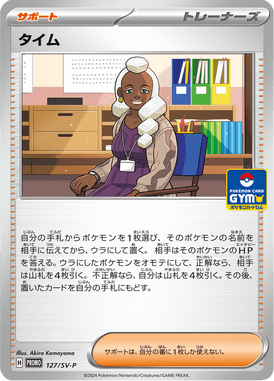 サポート
トレーナーズ
タイム
POKÉMON CARD
GYM
ポケモンカードジム
自分の手札からポケモンを1枚選び、そのポケモンの名前を
相手に伝えてから、ウラにして置く。相手はそのポケモンのHP
を答える。ウラにしたポケモンをオモテにして、正解なら、相手
は山札を4枚引く。不正解なら、自分は山札を4枚引く。その後、
置いたカードを手札にもどす。
Illus. Akira Komayama
H PROMO 127/SV-P
サポートは、自分の番に1枚しか使えない。
©2024 Pokémon/Nintendo/Creatures/GAME FREAK.